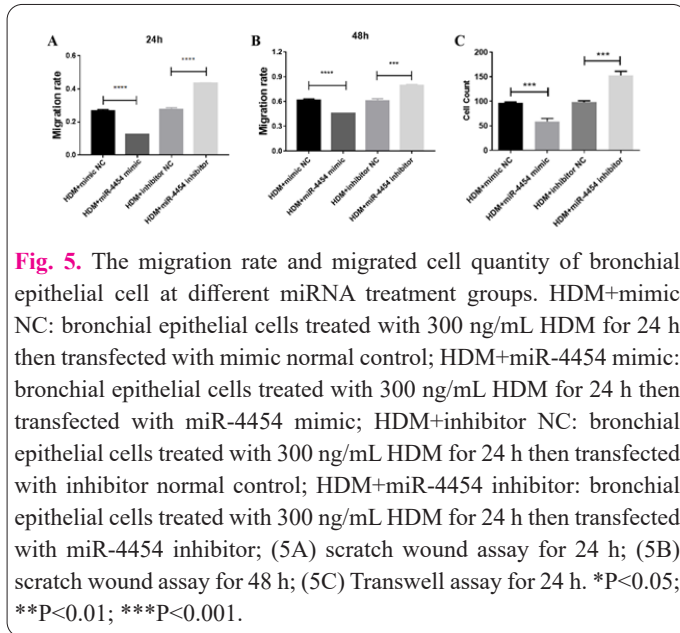 A 24h
B 48h
C
**** ****
**** ***
*** ***
Migration rate
0.6
0.4
0.2
0.0
Migration rate
1.2
0.9
0.6
0.3
0.0
Cell Count
200
150
100
50
0
HDM+mimic NC
HDM+miR-4454 mimic
HDM+inhibitor NC
HDM+miR-4454 inhibitor
HDM+mimic NC
HDM+miR-4454 mimic
HDM+inhibitor NC
HDM+miR-4454 inhibitor
HDM+mimic NC
HDM+miR-4454 mimic
HDM+inhibitor NC
HDM+miR-4454 inhibitor
Fig. 5. The migration rate and migrated cell quantity of bronchial
epithelial cell at different miRNA treatment groups. HDM+mimic
NC: bronchial epithelial cells treated with 300 ng/mL HDM for 24 h
then transfected with mimic normal control; HDM+miR-4454 mimic:
bronchial epithelial cells treated with 300 ng/mL HDM for 24 h then
transfected with miR-4454 mimic; HDM+inhibitor NC: bronchial
epithelial cells treated with 300 ng/mL HDM for 24 h then transfected
with inhibitor normal control; HDM+miR-4454 inhibitor: bronchial
epithelial cells treated with 300 ng/mL HDM for 24 h then transfected
with miR-4454 inhibitor; (5A) scratch wound assay for 24 h; (5B)
scratch wound assay for 48 h; (5C) Transwell assay for 24 h. *P<0.05;
**P<0.01; ***P<0.001.